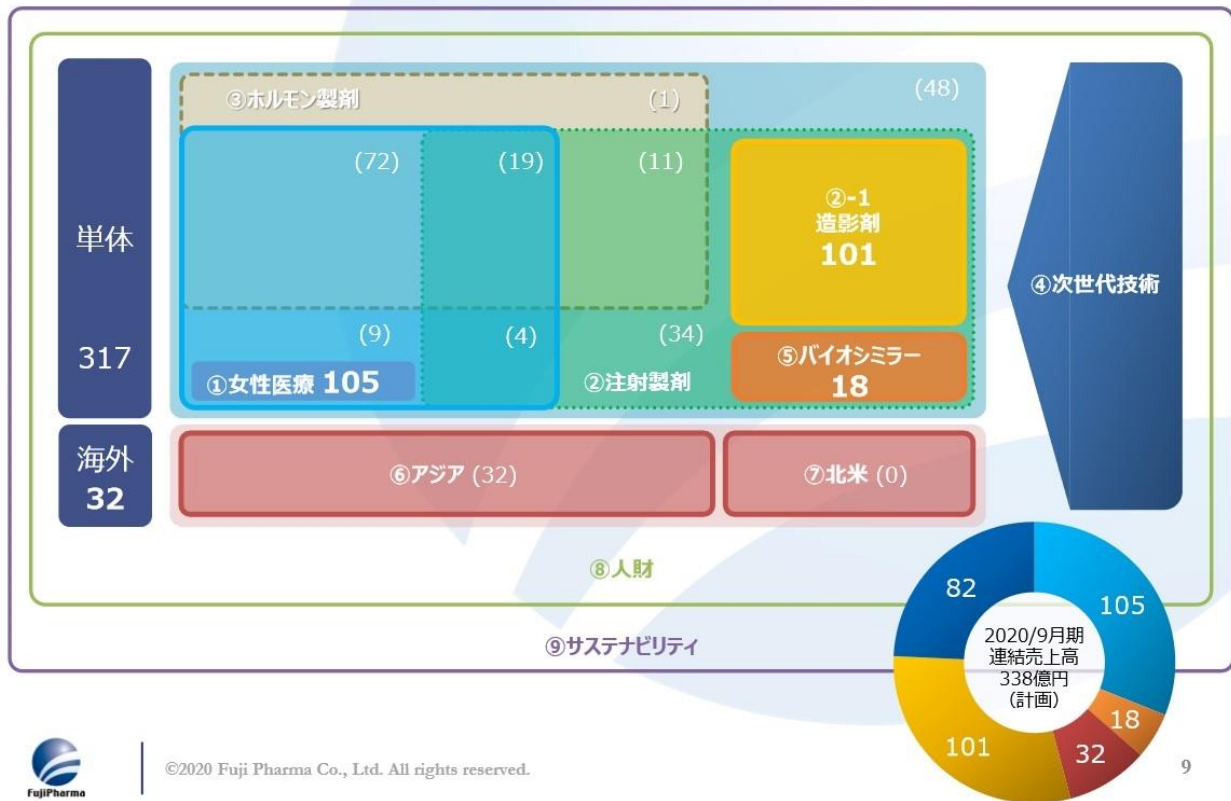 ③ホルモン製剤
(1)
(48)
(72)
(19)
(11)
②-1
造影剤
101
単体
317
④次世代技術
(9)
(4)
(34)
⑤バイオシミラー
18
①女性医療 105
②注射製剤
海外
32
⑥アジア (32)
⑦北米 (0)
⑧人財
⑨サステナビリティ
82
105
2020/9月期
連結売上高
338億円
(計画)
18
101
32
FujiPharma
©2020 Fuji Pharma Co., Ltd. All rights reserved.
9